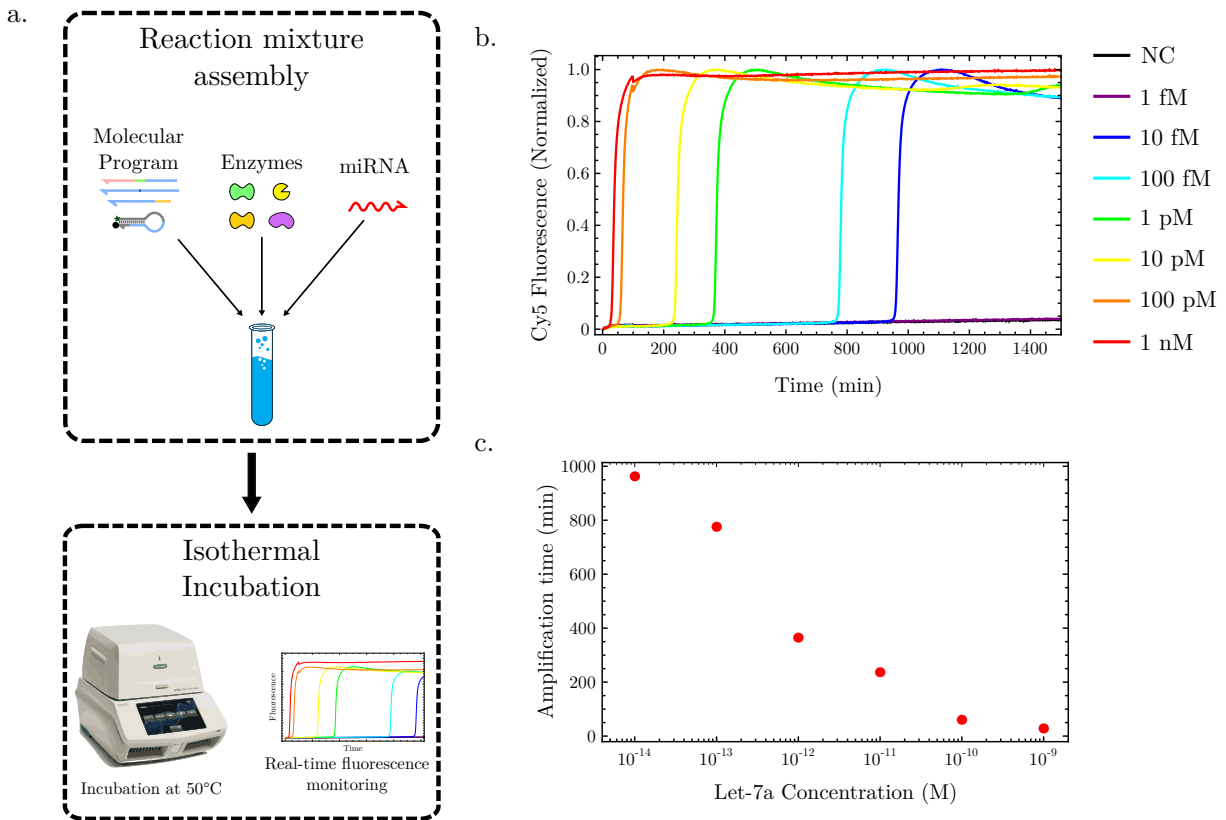 a.
Reaction mixture
assembly
Molecular
Program
Enzymes
miRNA
Isothermal
Incubation
Fluorescence
Time
Incubation at 50°C
Real-time fluorescence
monitoring
b.
Cy5 Fluorescence (Normalized)
1.0
0.8
0.6
0.4
0.2
0
0 200 400 600 800 1000 1200 1400
Time (min)
NC
1 fM
10 fM
100 fM
1 pM
10 pM
100 pM
1 nM
c.
Amplification time (min)
1000
800
600
400
200
0
10⁻¹⁴ 10⁻¹³ 10⁻¹² 10⁻¹¹ 10⁻¹⁰ 10⁻⁹
Let-7a Concentration (M)